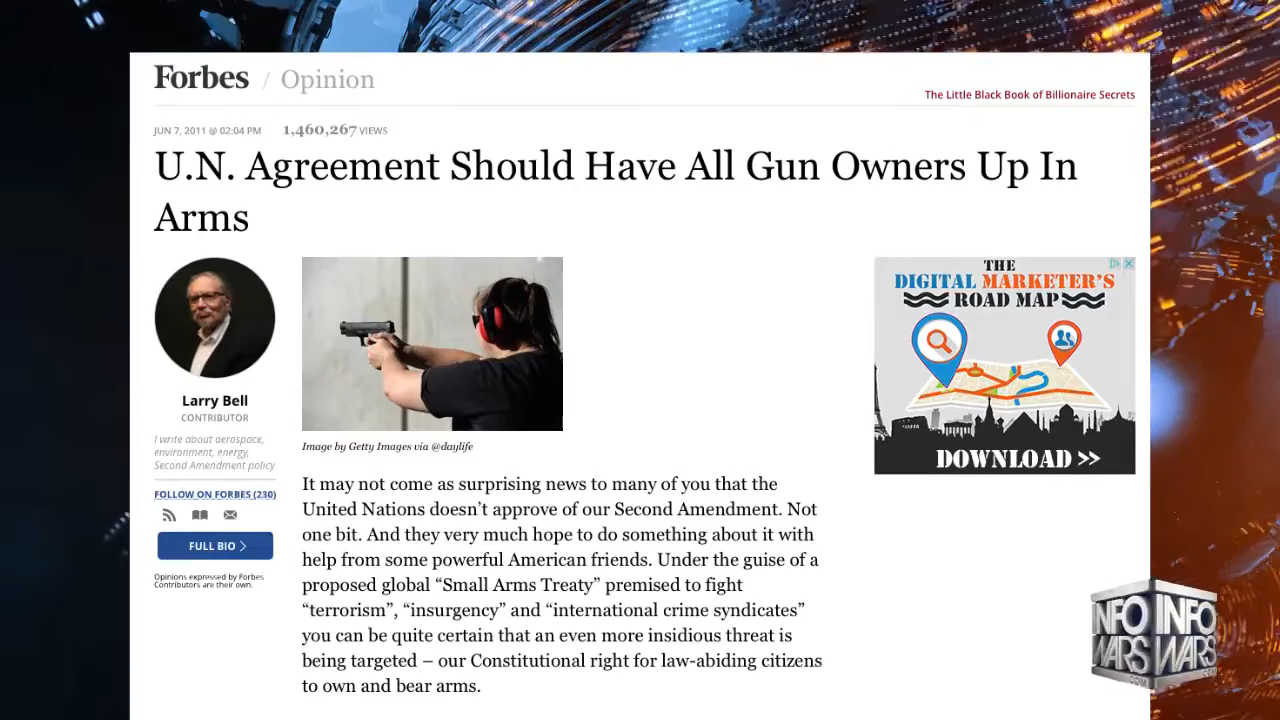 Forbes / Opinion
The Little Black Book of Billionaire Secrets
JUN 7, 2011 @ 02:04 PM 1,460,267 VIEWS
U.N. Agreement Should Have All Gun Owners Up In
Arms
THE
DIGITAL MARKETER'S
ROAD MAP
DOWNLOAD >>
Larry Bell
CONTRIBUTOR
I write about aerospace,
environment, energy,
Second Amendment policy
FOLLOW ON FORBES (230)
FULL BIO >
Opinions expressed by Forbes
Contributors are their own.
Image by Getty Images via @daylife
It may not come as surprising news to many of you that the
United Nations doesn’t approve of our Second Amendment. Not
one bit. And they very much hope to do something about it with
help from some powerful American friends. Under the guise of a
proposed global “Small Arms Treaty” premised to fight
“terrorism”, “insurgency” and “international crime syndicates”
you can be quite certain that an even more insidious threat is
being targeted – our Constitutional right for law-abiding citizens
to own and bear arms.
INFO INFO
WARS WARS
.COM .COM